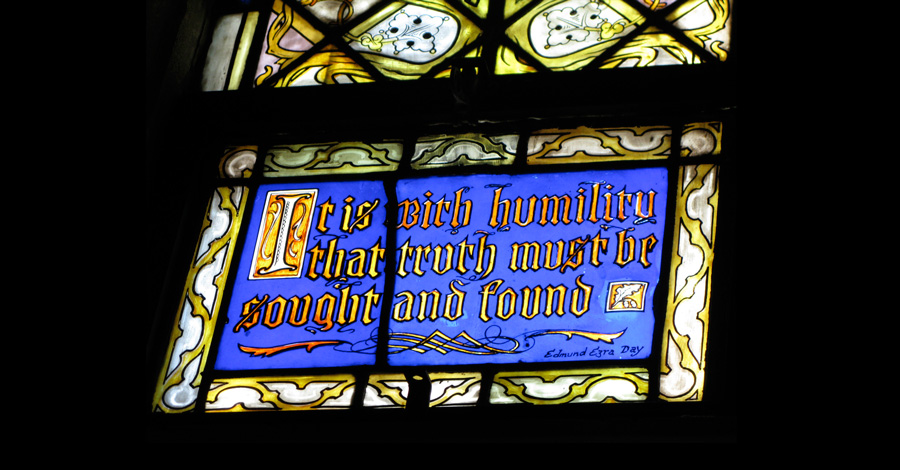 It is with humility
that truth must be
sought and found
Edmund Ezra Day